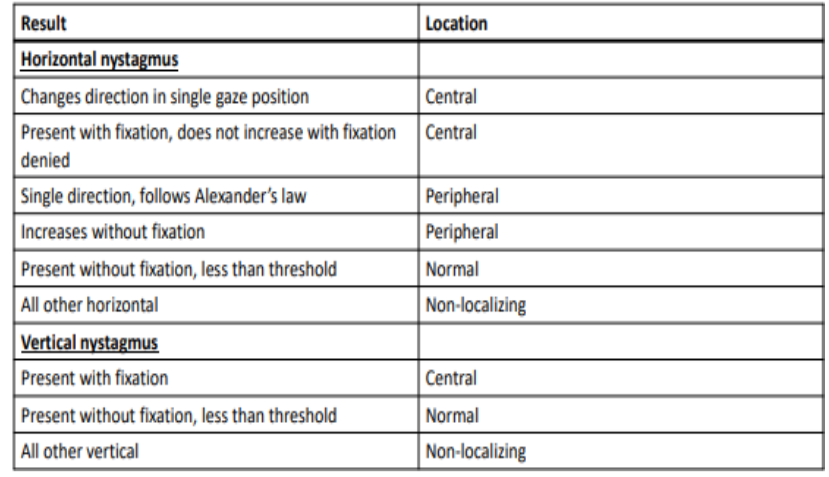 Result Location
Horizontal nystagmus
Changes direction in single gaze position Central
Present with fixation, does not increase with fixation Central
denied
Single direction, follows Alexander's law Peripheral
Increases without fixation Peripheral
Present without fixation, less than threshold Normal
All other horizontal Non-localizing
Vertical nystagmus
Present with fixation Central
Present without fixation, less than threshold Normal
All other vertical Non-localizing